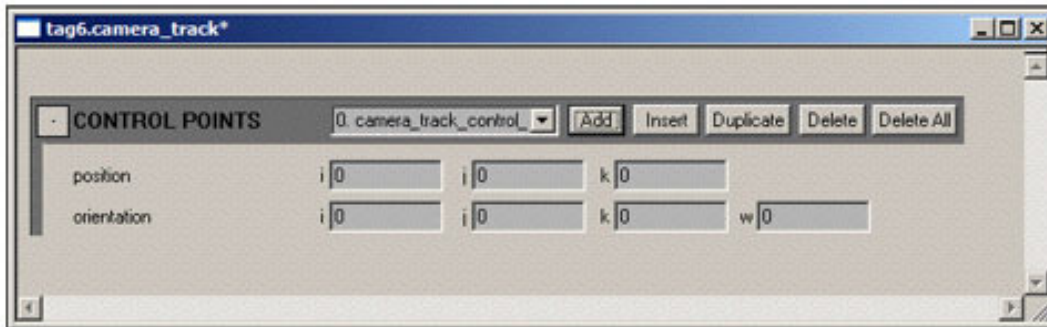 tag6.camera_track*
- CONTROL POINTS 0. camera_track_control_ Add Insert Duplicate Delete Delete All
position i 0 j 0 k 0
orientation i 0 j 0 k 0 w 0